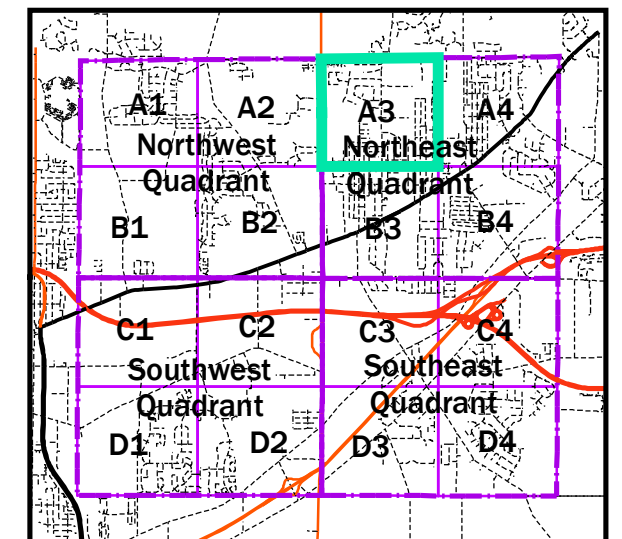 A1 A2 A3 A4
Northwest Northeast
Quadrant Quadrant
B1 B2 B3 B4
C1 C2 C3 C4
Southwest Southeast
Quadrant Quadrant
D1 D2 D3 D4